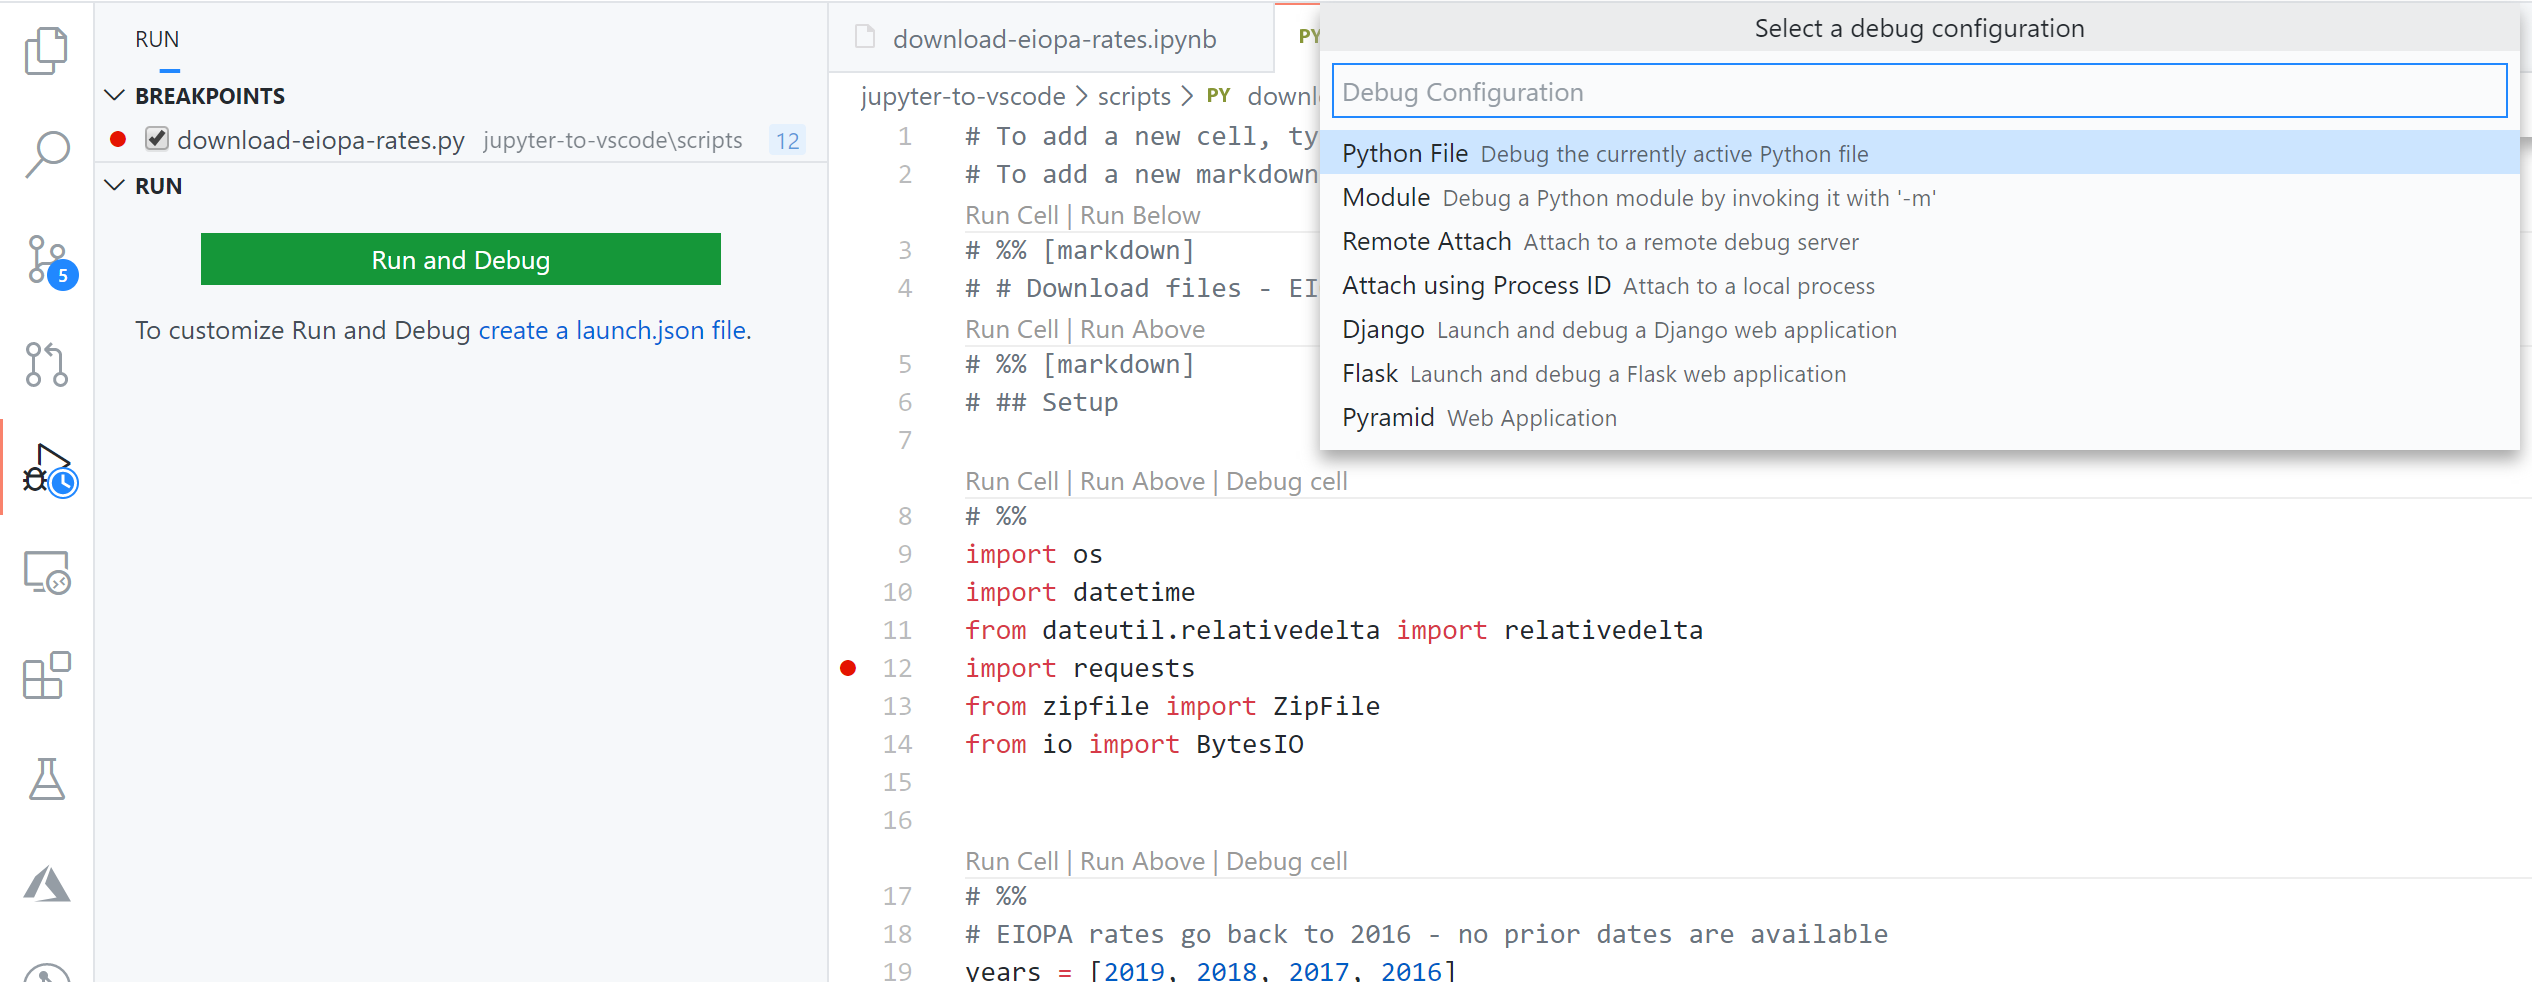 RUN
BREAKPOINTS
download-eiopa-rates.py jupyter-to-vscode\scripts 12
RUN
Run and Debug
To customize Run and Debug create a launch.json file.
5
download-eiopa-rates.ipynb
PY
jupyter-to-vscode > scripts > PY downl
1 # To add a new cell, ty
2 # To add a new markdown
Run Cell | Run Below
3 # %% [markdown]
4 # # Download files - EI
Run Cell | Run Above
5 # %% [markdown]
6 # ## Setup
7
Run Cell | Run Above | Debug cell
8 # %%
9 import os
10 import datetime
11 from dateutil.relativedelta import relativedelta
12 import requests
13 from zipfile import ZipFile
14 from io import BytesIO
15
16
Run Cell | Run Above | Debug cell
17 # %%
18 # EIOPA rates go back to 2016 - no prior dates are available
19 years = [2019, 2018, 2017, 2016]
Select a debug configuration
Debug Configuration
Python File Debug the currently active Python file
Module Debug a Python module by invoking it with '-m'
Remote Attach Attach to a remote debug server
Attach using Process ID Attach to a local process
Django Launch and debug a Django web application
Flask Launch and debug a Flask web application
Pyramid Web Application